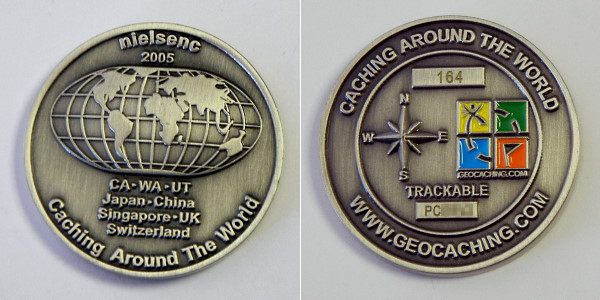 nielsenc
2005
CA-WA-UT
Japan-China
Singapore-UK
Switzerland
Caching Around The World
CACHING AROUND THE WORLD
164
N
W E
S
GEOCACHING.COM
TRACKABLE
PC
WWW.GEOCACHING.COM